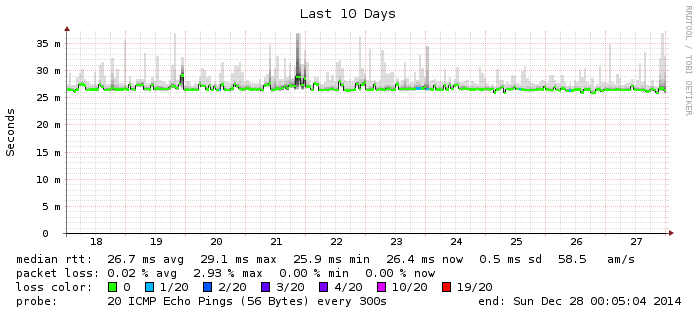 Last 10 Days
RRDTOOL / TOBI OETIKER
Seconds
35 m
30 m
25 m
20 m
15 m
10 m
5 m
0
18 19 20 21 22 23 24 25 26 27
median rtt: 26.7 ms avg 29.1 ms max 25.9 ms min 26.4 ms now 0.5 ms sd 58.5 am/s
packet loss: 0.02 % avg 2.93 % max 0.00 % min 0.00 % now
loss color: 0 1/20 2/20 3/20 4/20 10/20 19/20
probe: 20 ICMP Echo Pings (56 Bytes) every 300s end: Sun Dec 28 00:05:04 2014